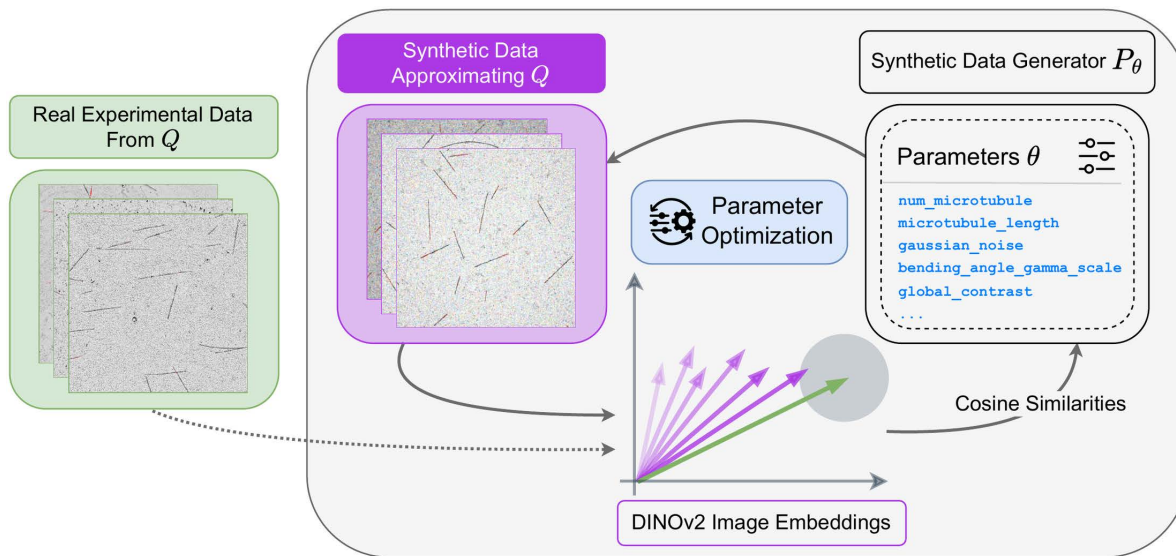 Real Experimental Data
From Q
Synthetic Data
Approximating Q
Synthetic Data Generator P_θ
Parameters θ
num_microtubule
microtubule_length
gaussian_noise
bending_angle_gamma_scale
global_contrast
...
Parameter
Optimization
Cosine Similarities
DINOv2 Image Embeddings